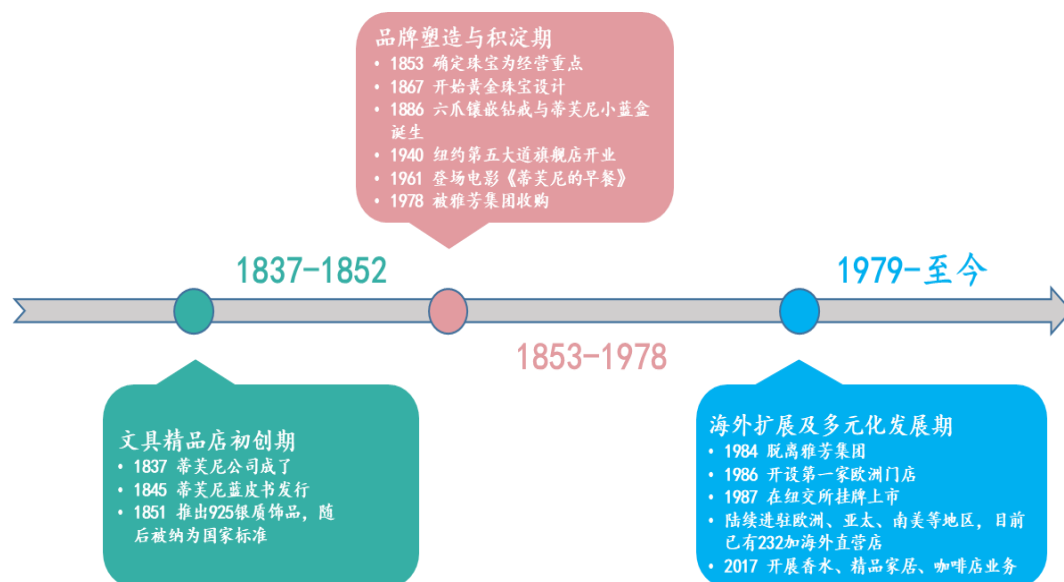 品牌塑造与积淀期
• 1853 确定珠宝为经营重点
• 1867 开始黄金珠宝设计
• 1886 六爪镶嵌钻戒与蒂芙尼小蓝盒
诞生
• 1940 纽约第五大道旗舰店开业
• 1961 登场电影《蒂芙尼的早餐》
• 1978 被雅芳集团收购
1837-1852
1979-至今
1853-1978
文具精品店初创期
• 1837 蒂芙尼公司成了
• 1845 蒂芙尼蓝皮书发行
• 1851 推出925银质饰品，随
后被纳为国家标准
海外扩展及多元化发展期
• 1984 脱离雅芳集团
• 1986 开设第一家欧洲门店
• 1987 在纽交所挂牌上市
• 陆续进驻欧洲、亚太、南美等地区，目前
已有232加海外直营店
• 2017 开展香水、精品家居、咖啡店业务